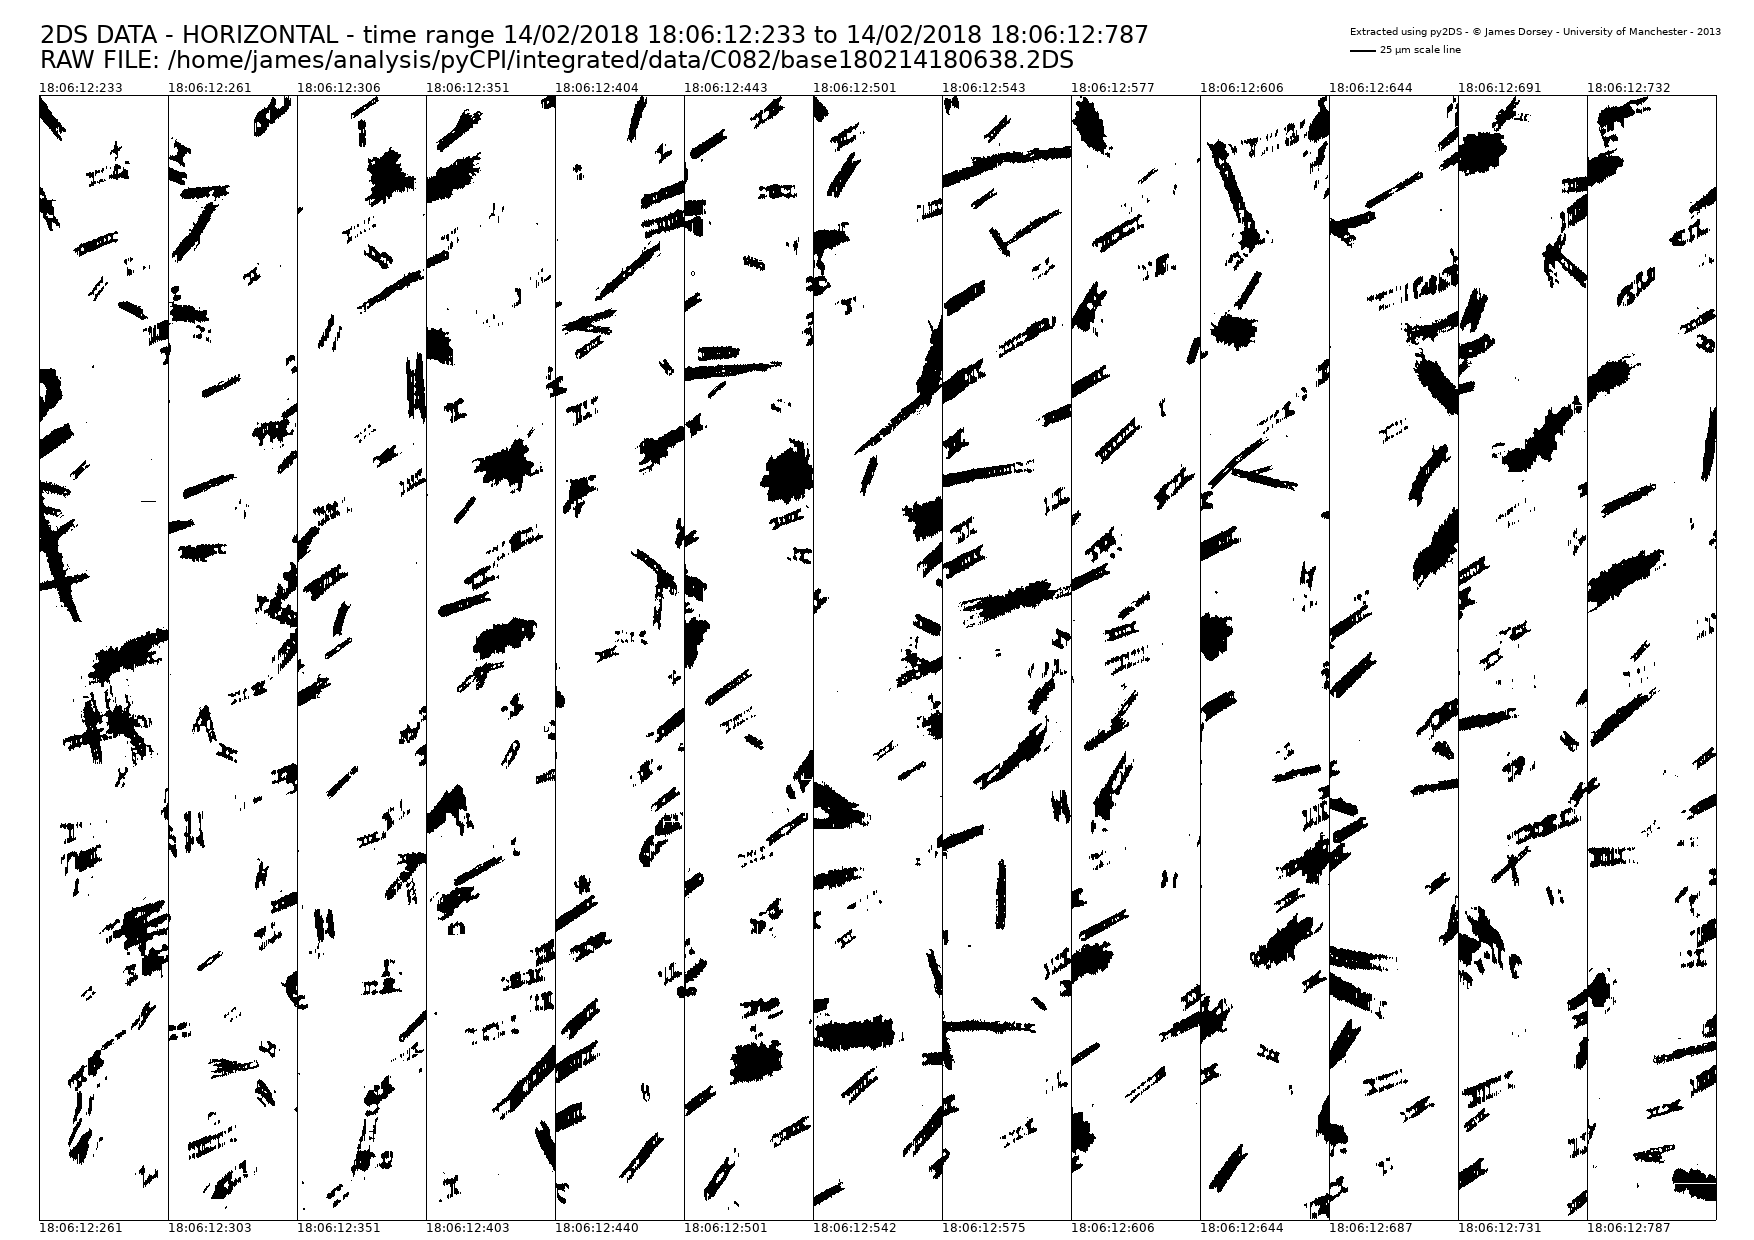 2DS DATA - HORIZONTAL - time range 14/02/2018 18:06:12:233 to 14/02/2018 18:06:12:787
RAW FILE: /home/james/analysis/pyCPI/integrated/data/C082/base180214180638.2DS
Extracted using py2DS - © James Dorsey - University of Manchester - 2013
25 µm scale line
18:06:12:233 18:06:12:261 18:06:12:306 18:06:12:351 18:06:12:404 18:06:12:443 18:06:12:501 18:06:12:543 18:06:12:577 18:06:12:606 18:06:12:644 18:06:12:691 18:06:12:732
18:06:12:261 18:06:12:303 18:06:12:351 18:06:12:403 18:06:12:440 18:06:12:501 18:06:12:542 18:06:12:575 18:06:12:606 18:06:12:644 18:06:12:687 18:06:12:731 18:06:12:787